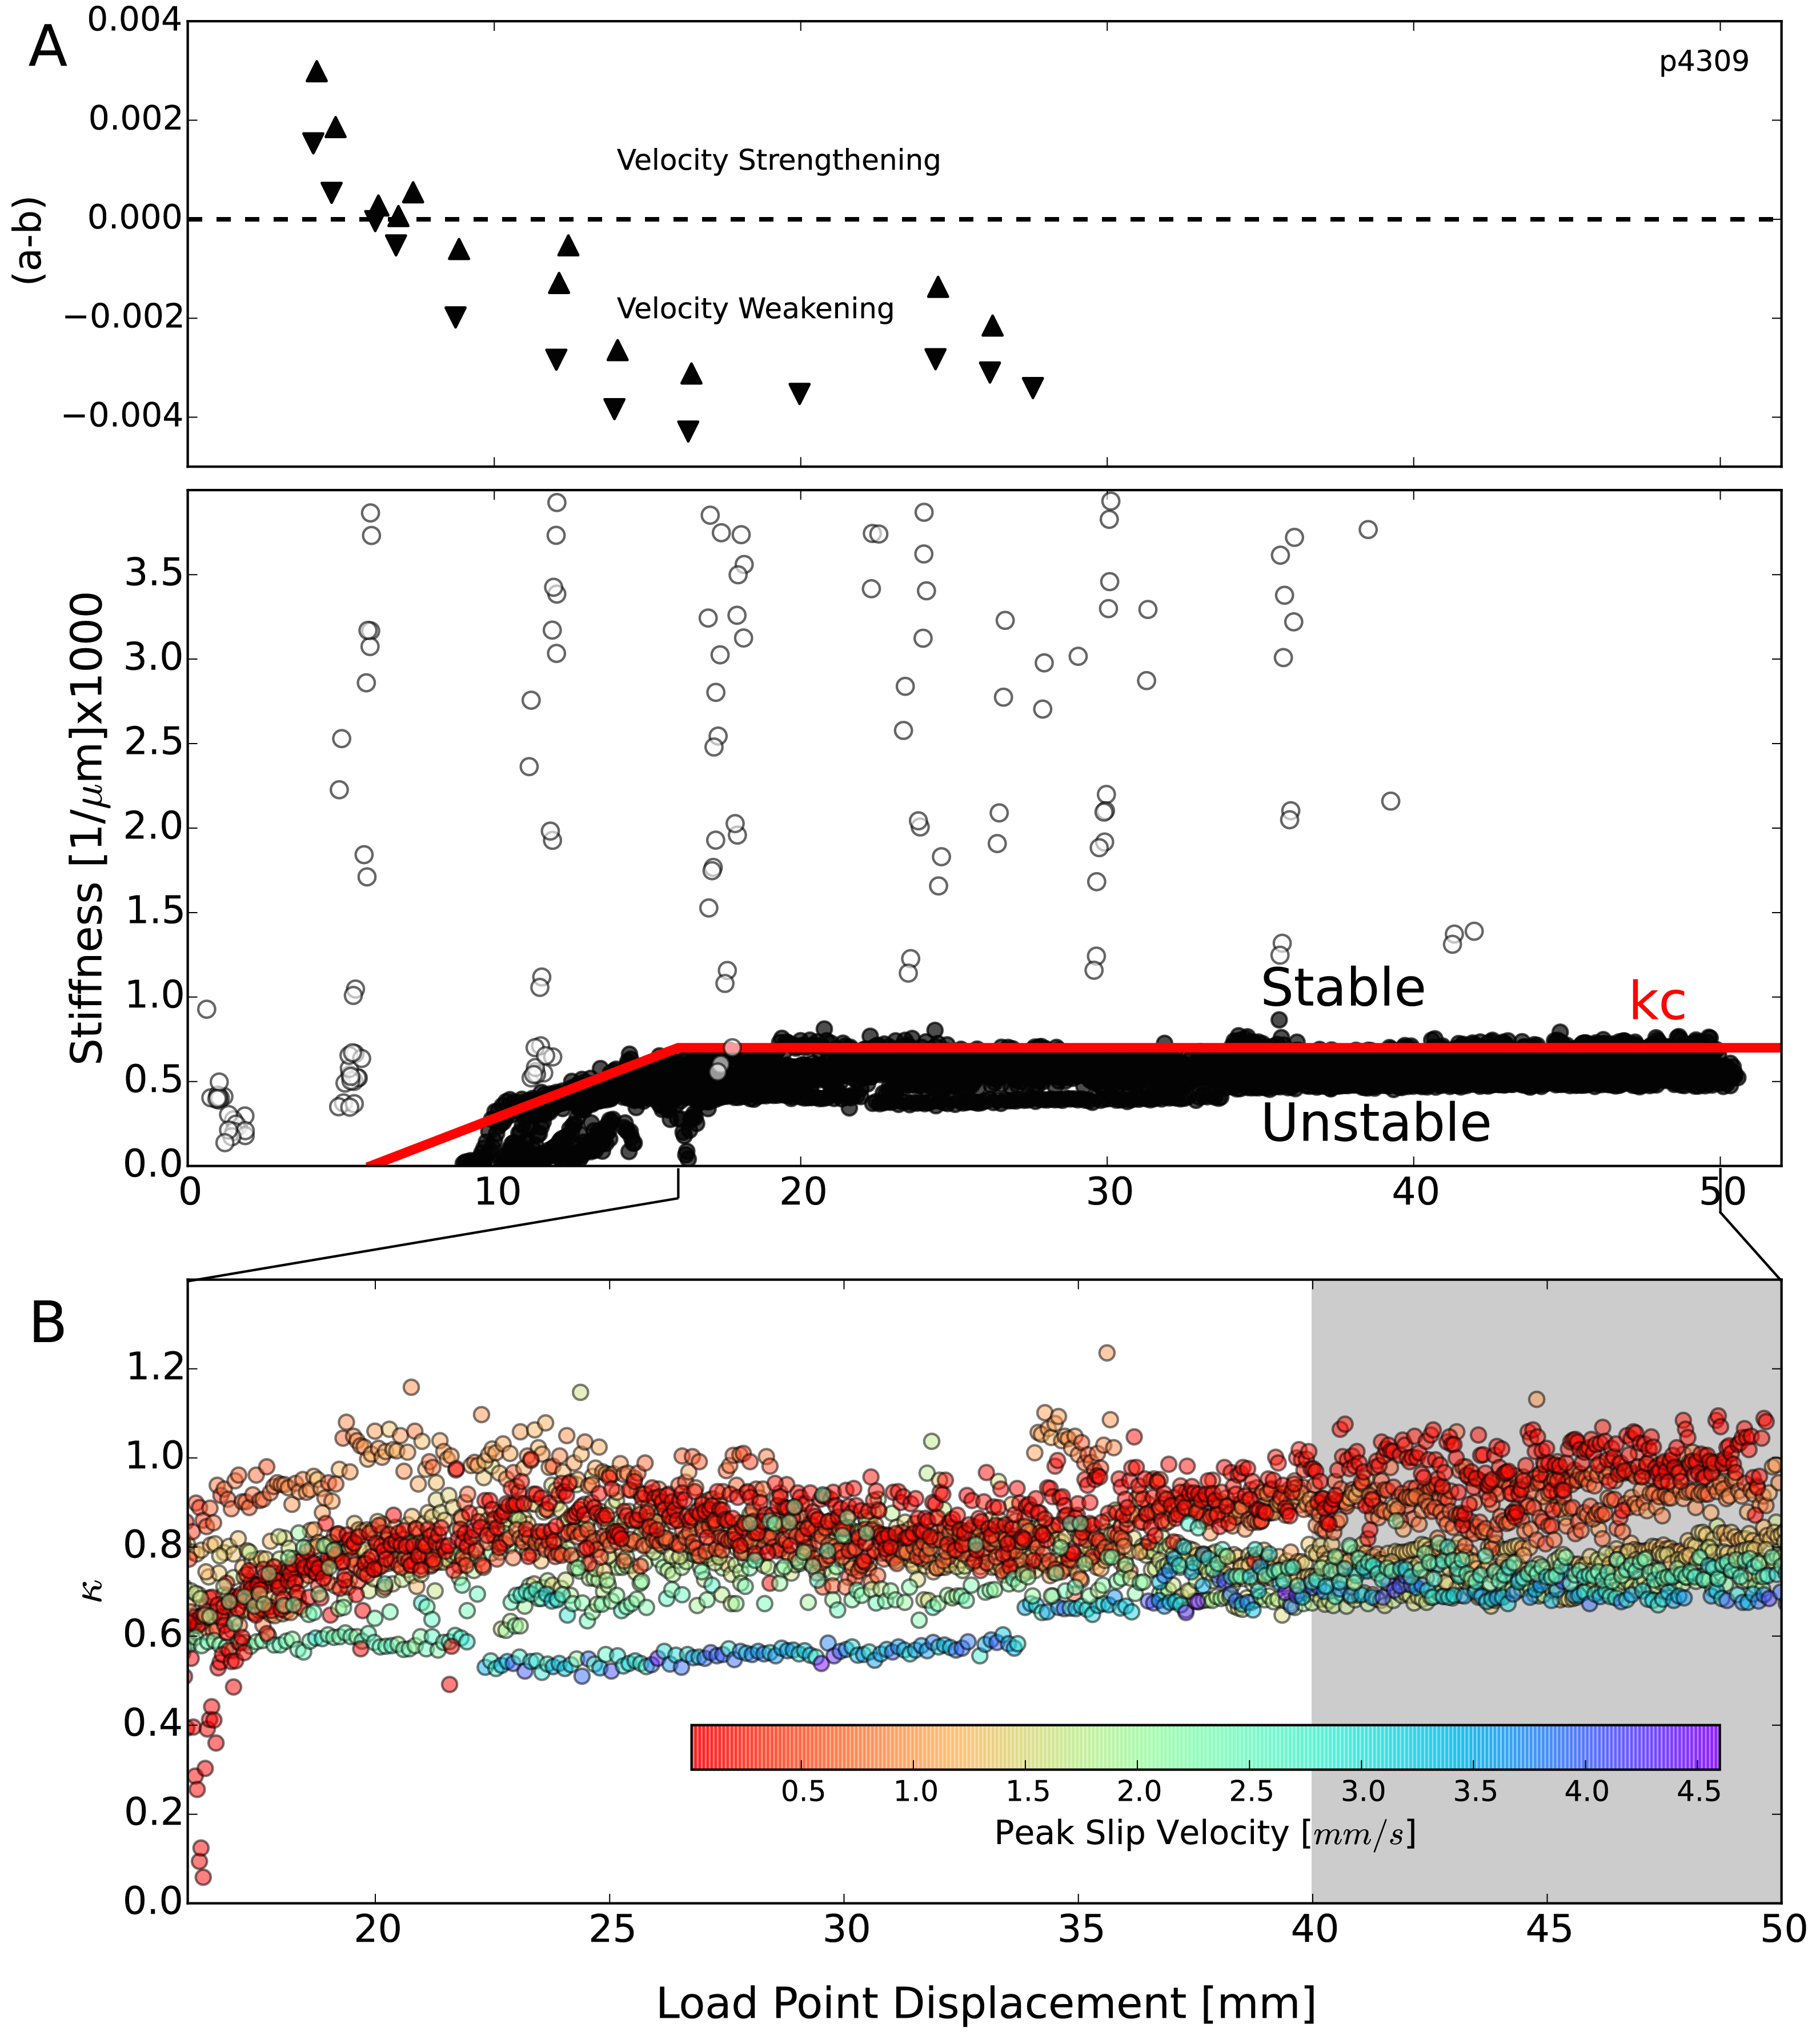 A
p4309
0.004
0.002
0.000
−0.002
−0.004
(a-b)
Velocity Strengthening
Velocity Weakening
3.5
3.0
2.5
2.0
1.5
1.0
0.5
0.0
Stiffness [1/μm]x1000
Stable
kc
Unstable
0 10 20 30 40 50
B
1.2
1.0
0.8
0.6
0.4
0.2
0.0
κ
0.5 1.0 1.5 2.0 2.5 3.0 3.5 4.0 4.5
Peak Slip Velocity [mm/s]
20 25 30 35 40 45 50
Load Point Displacement [mm]